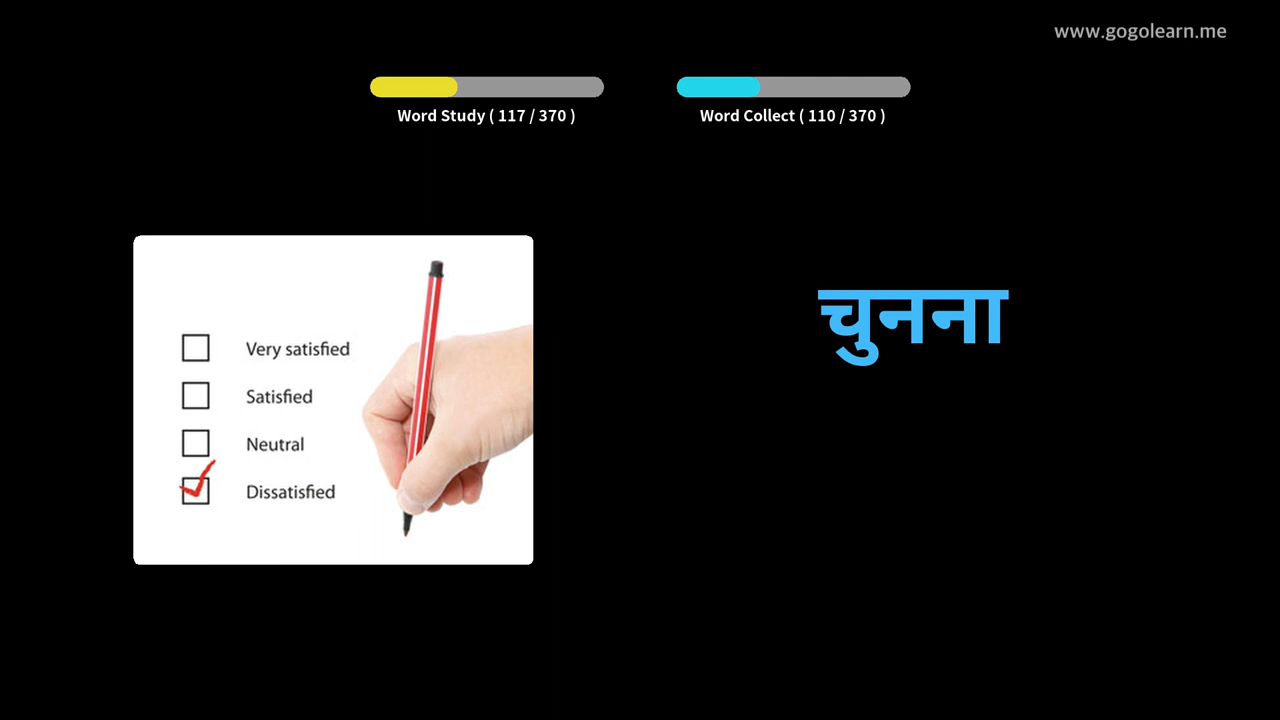 www.gogolearn.me
Word Study ( 117 / 370 )
Word Collect ( 110 / 370 )
Very satisfied
Satisfied
Neutral
Dissatisfied
चुनना